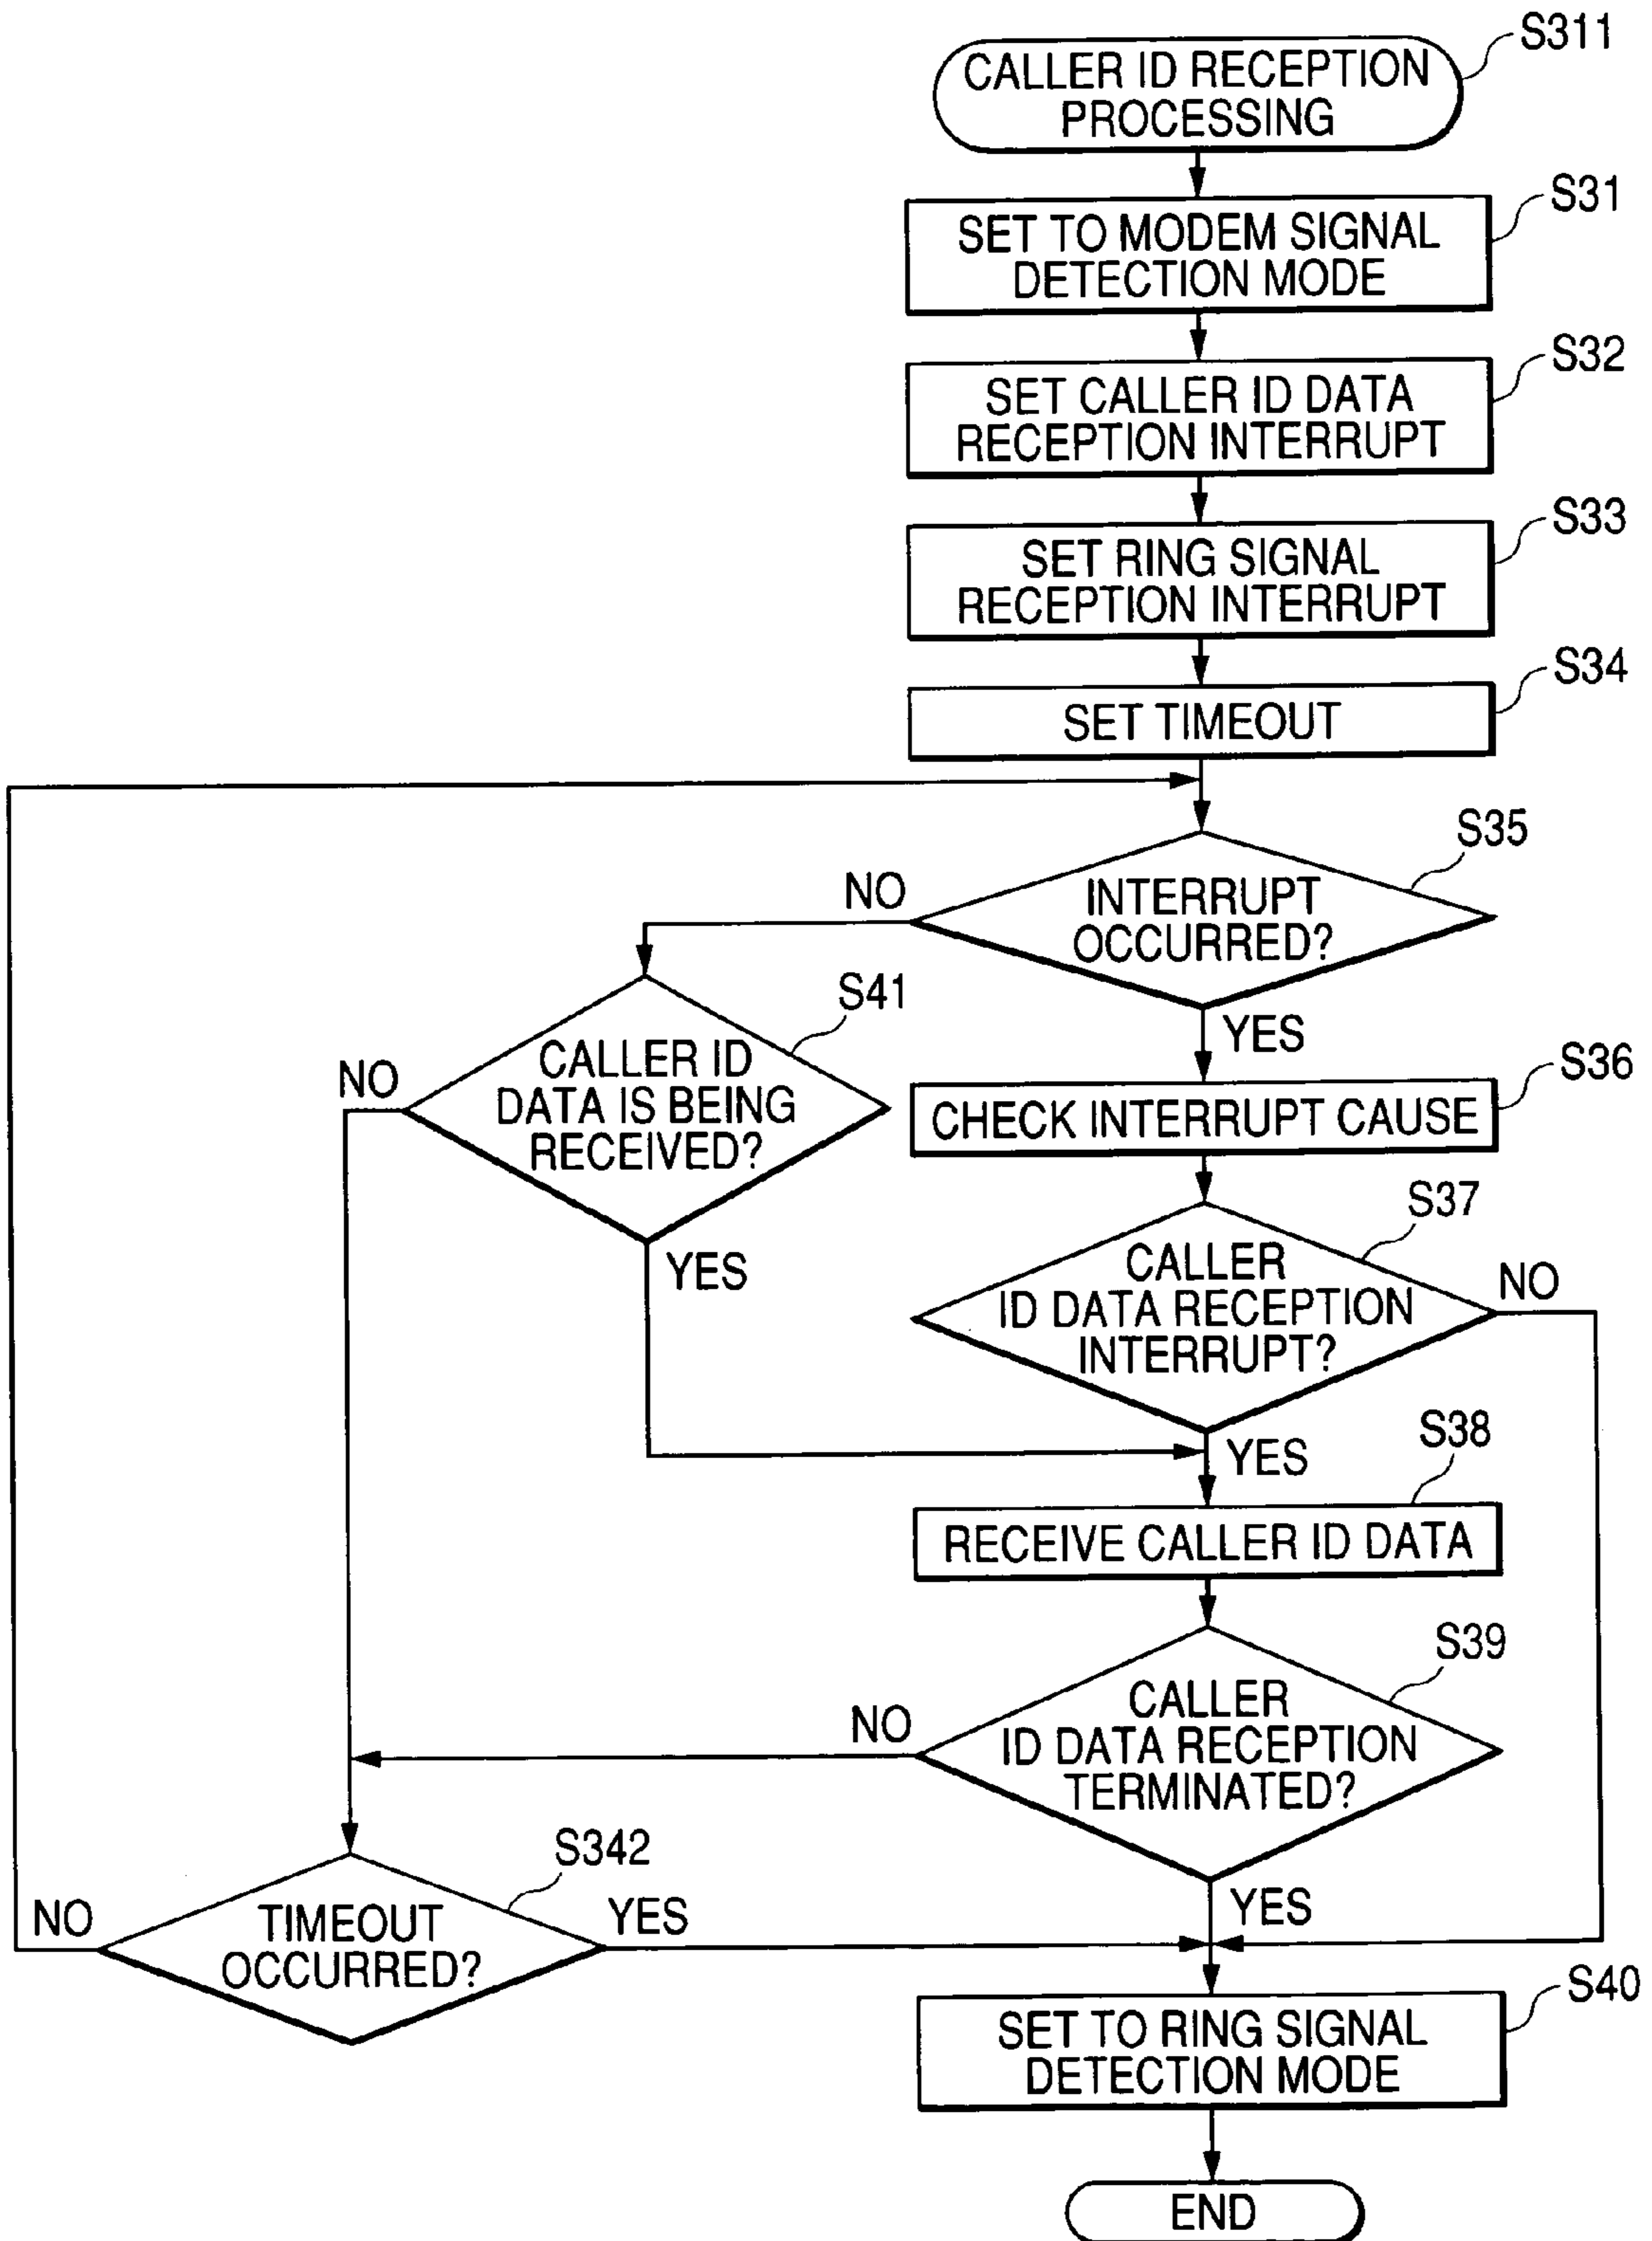 S311
CALLER ID RECEPTION
PROCESSING
S31
SET TO MODEM SIGNAL
DETECTION MODE
S32
SET CALLER ID DATA
RECEPTION INTERRUPT
S33
SET RING SIGNAL
RECEPTION INTERRUPT
S34
SET TIMEOUT
S35
NO
INTERRUPT
OCCURRED?
YES
S41
NO
CALLER ID
DATA IS BEING
RECEIVED?
YES
S36
CHECK INTERRUPT CAUSE
S37
CALLER
ID DATA RECEPTION
INTERRUPT?
NO
YES
S38
RECEIVE CALLER ID DATA
S39
NO
CALLER
ID DATA RECEPTION
TERMINATED?
YES
S342
NO
TIMEOUT
OCCURRED?
YES
S40
SET TO RING SIGNAL
DETECTION MODE
END